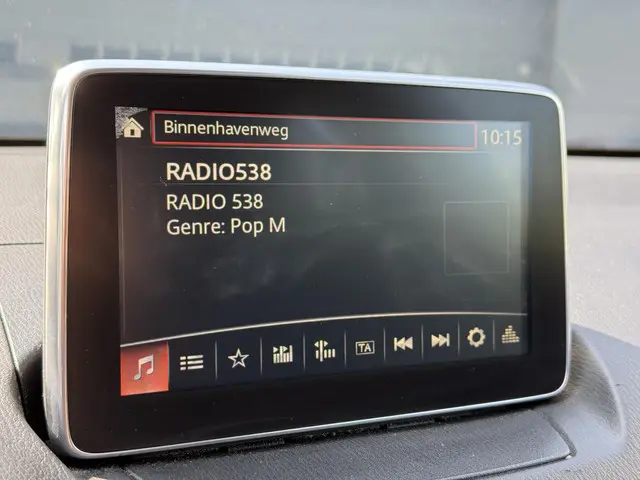 Binnenhavenweg
10:15
RADIO538
RADIO 538
Genre: Pop M
TA